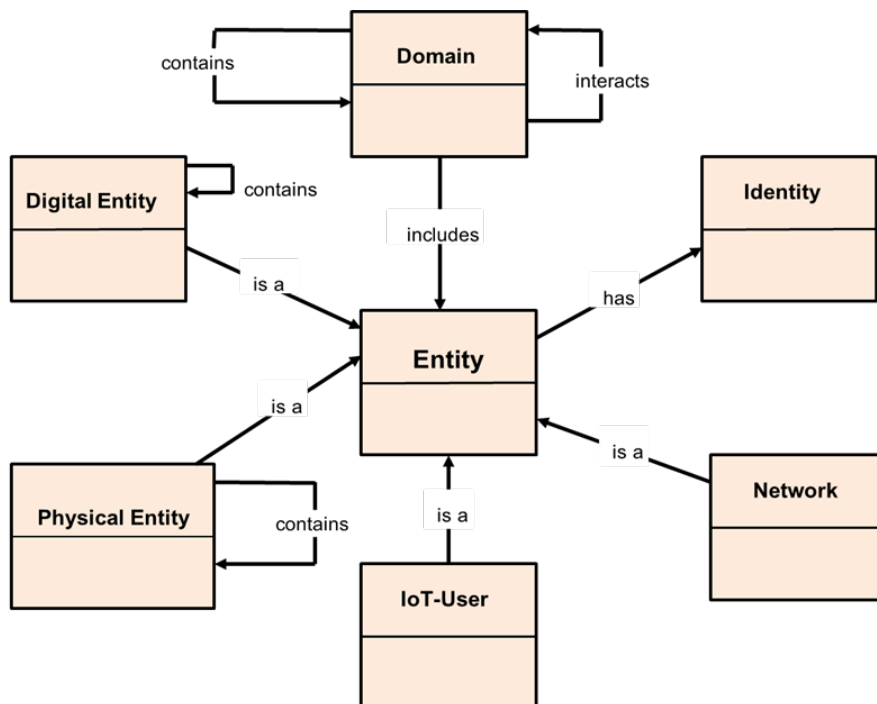 Domain
contains
interacts
Digital Entity
contains
Identity
includes
is a
has
Entity
is a
is a
Physical Entity
contains
is a
Network
IoT-User